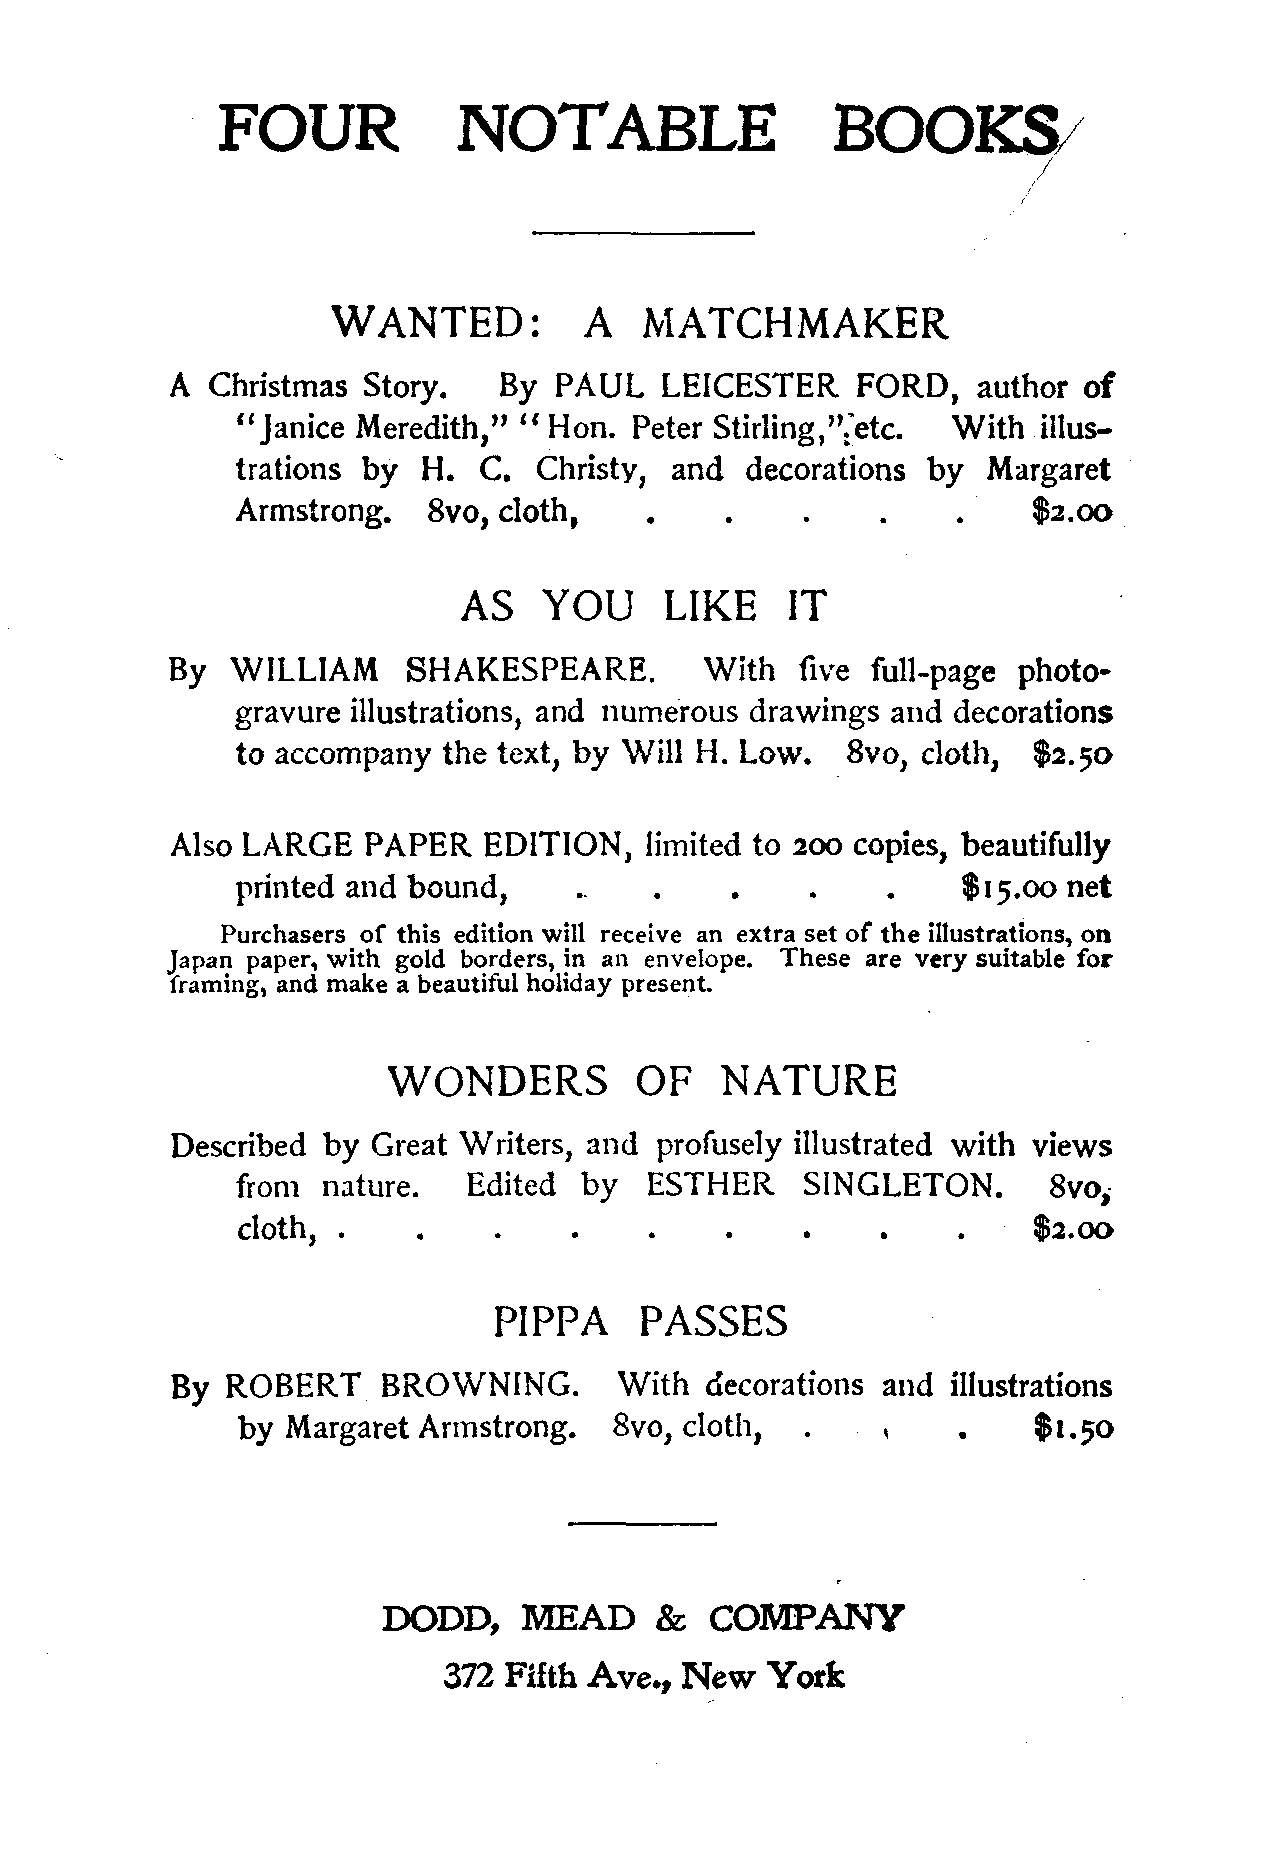 FOUR NOTABLE BOOKS
WANTED: A MATCHMAKER
A Christmas Story. By PAUL LEICESTER FORD, author of
"Janice Meredith," "Hon. Peter Stirling," etc. With illus-
trations by H. C. Christy, and decorations by Margaret
Armstrong. 8vo, cloth, . . . . . $2.00
AS YOU LIKE IT
By WILLIAM SHAKESPEARE. With five full-page photo-
gravure illustrations, and numerous drawings and decorations
to accompany the text, by Will H. Low. 8vo, cloth, $2.50
Also LARGE PAPER EDITION, limited to 200 copies, beautifully
printed and bound, . . . . . $15.00 net
Purchasers of this edition will receive an extra set of the illustrations, on
Japan paper, with gold borders, in an envelope. These are very suitable for
framing, and make a beautiful holiday present.
WONDERS OF NATURE
Described by Great Writers, and profusely illustrated with views
from nature. Edited by ESTHER SINGLETON. 8vo,
cloth, . . . . . . . . . $2.00
PIPPA PASSES
By ROBERT BROWNING. With decorations and illustrations
by Margaret Armstrong. 8vo, cloth, . . . $1.50
DODD, MEAD & COMPANY
372 Fifth Ave., New York